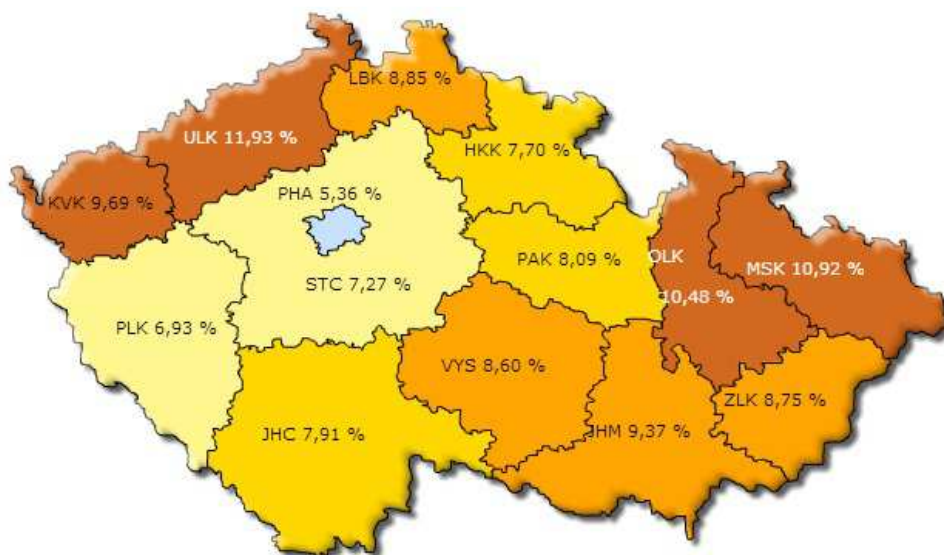 LBK 8,85 %
ULK 11,93 %
HKK 7,70 %
PHA 5,36 %
KVK 9,69 %
PAK 8,09 %
OLK
10,48 %
MSK 10,92 %
STC 7,27 %
PLK 6,93 %
VYS 8,60 %
ZLK 8,75 %
JHC 7,91 %
JHM 9,37 %